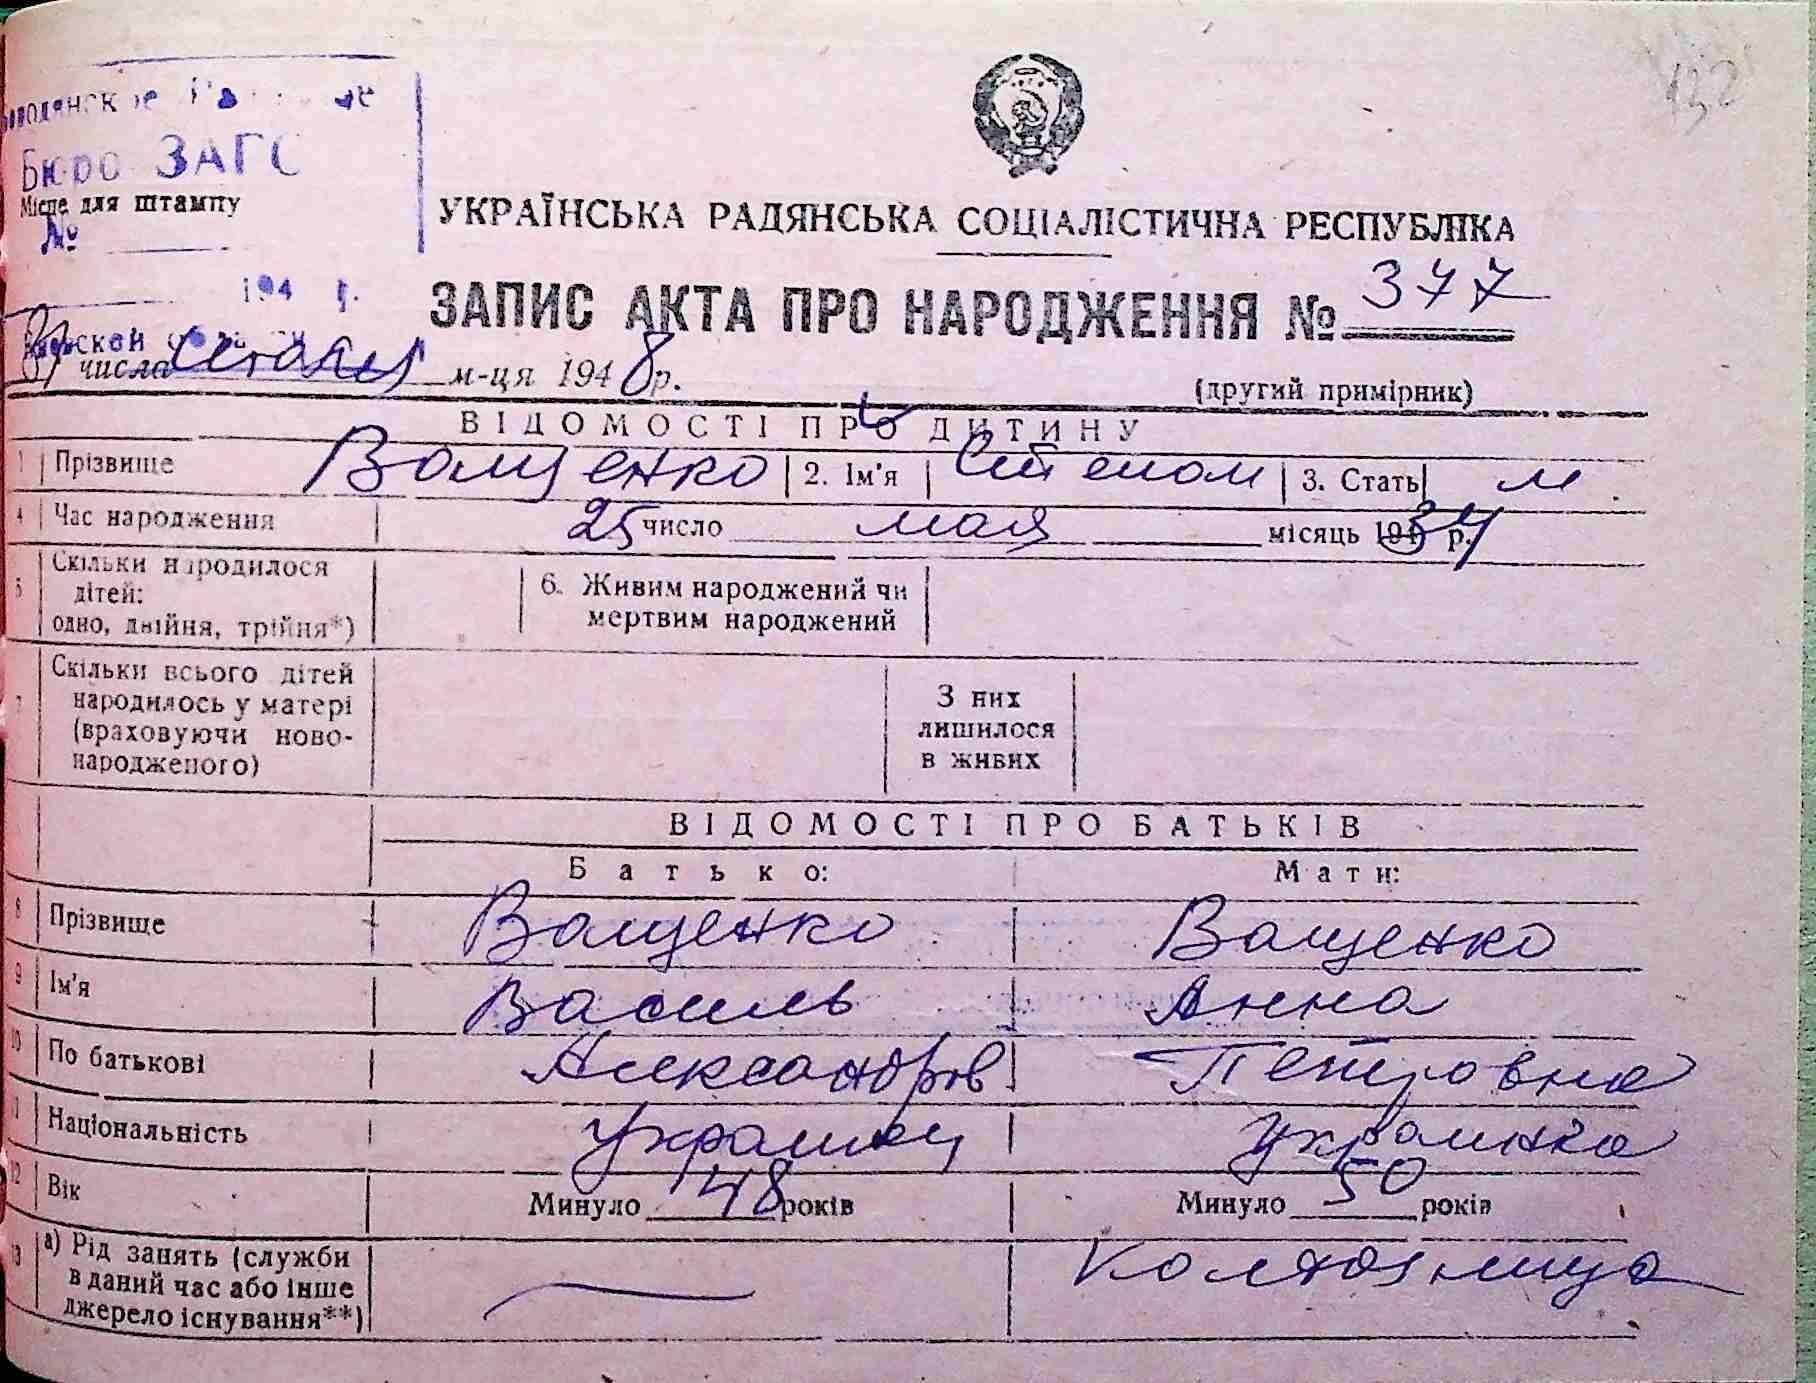 132
Бюро ЗАГС
Місце для штампу
№
УКРАЇНСЬКА РАДЯНСЬКА СОЦІАЛІСТИЧНА РЕСПУБЛІКА
194 г.
ЗАПИС АКТА ПРО НАРОДЖЕННЯ № 377
числа м-ця 1948 р.
(другий примірник)
ВІДОМОСТІ ПРО ДИТИНУ
1 Прізвище Ващенко 2. Ім'я Степан 3. Стать м.
4 Час народження 25 число мая місяць 1934 р.
5 Скільки народилося
дітей:
одно, двійня, трійня*)
6. Живим народжений чи
мертвим народжений
7 Скільки всього дітей
народилось у матері
(враховуючи ново-
народженого)
З них
лишилося
в живих
ВІДОМОСТІ ПРО БАТЬКІВ
Батько: Мати:
8 Прізвище Ващенко Ващенко
9 Ім'я Василь Анна
10 По батькові Александров. Петровна
11 Національність Украинец Украинка
12 Вік Минуло 48 років Минуло 50 років
13 а) Рід занять (служби
в даний час або інше
джерело існування**)
Колхозница